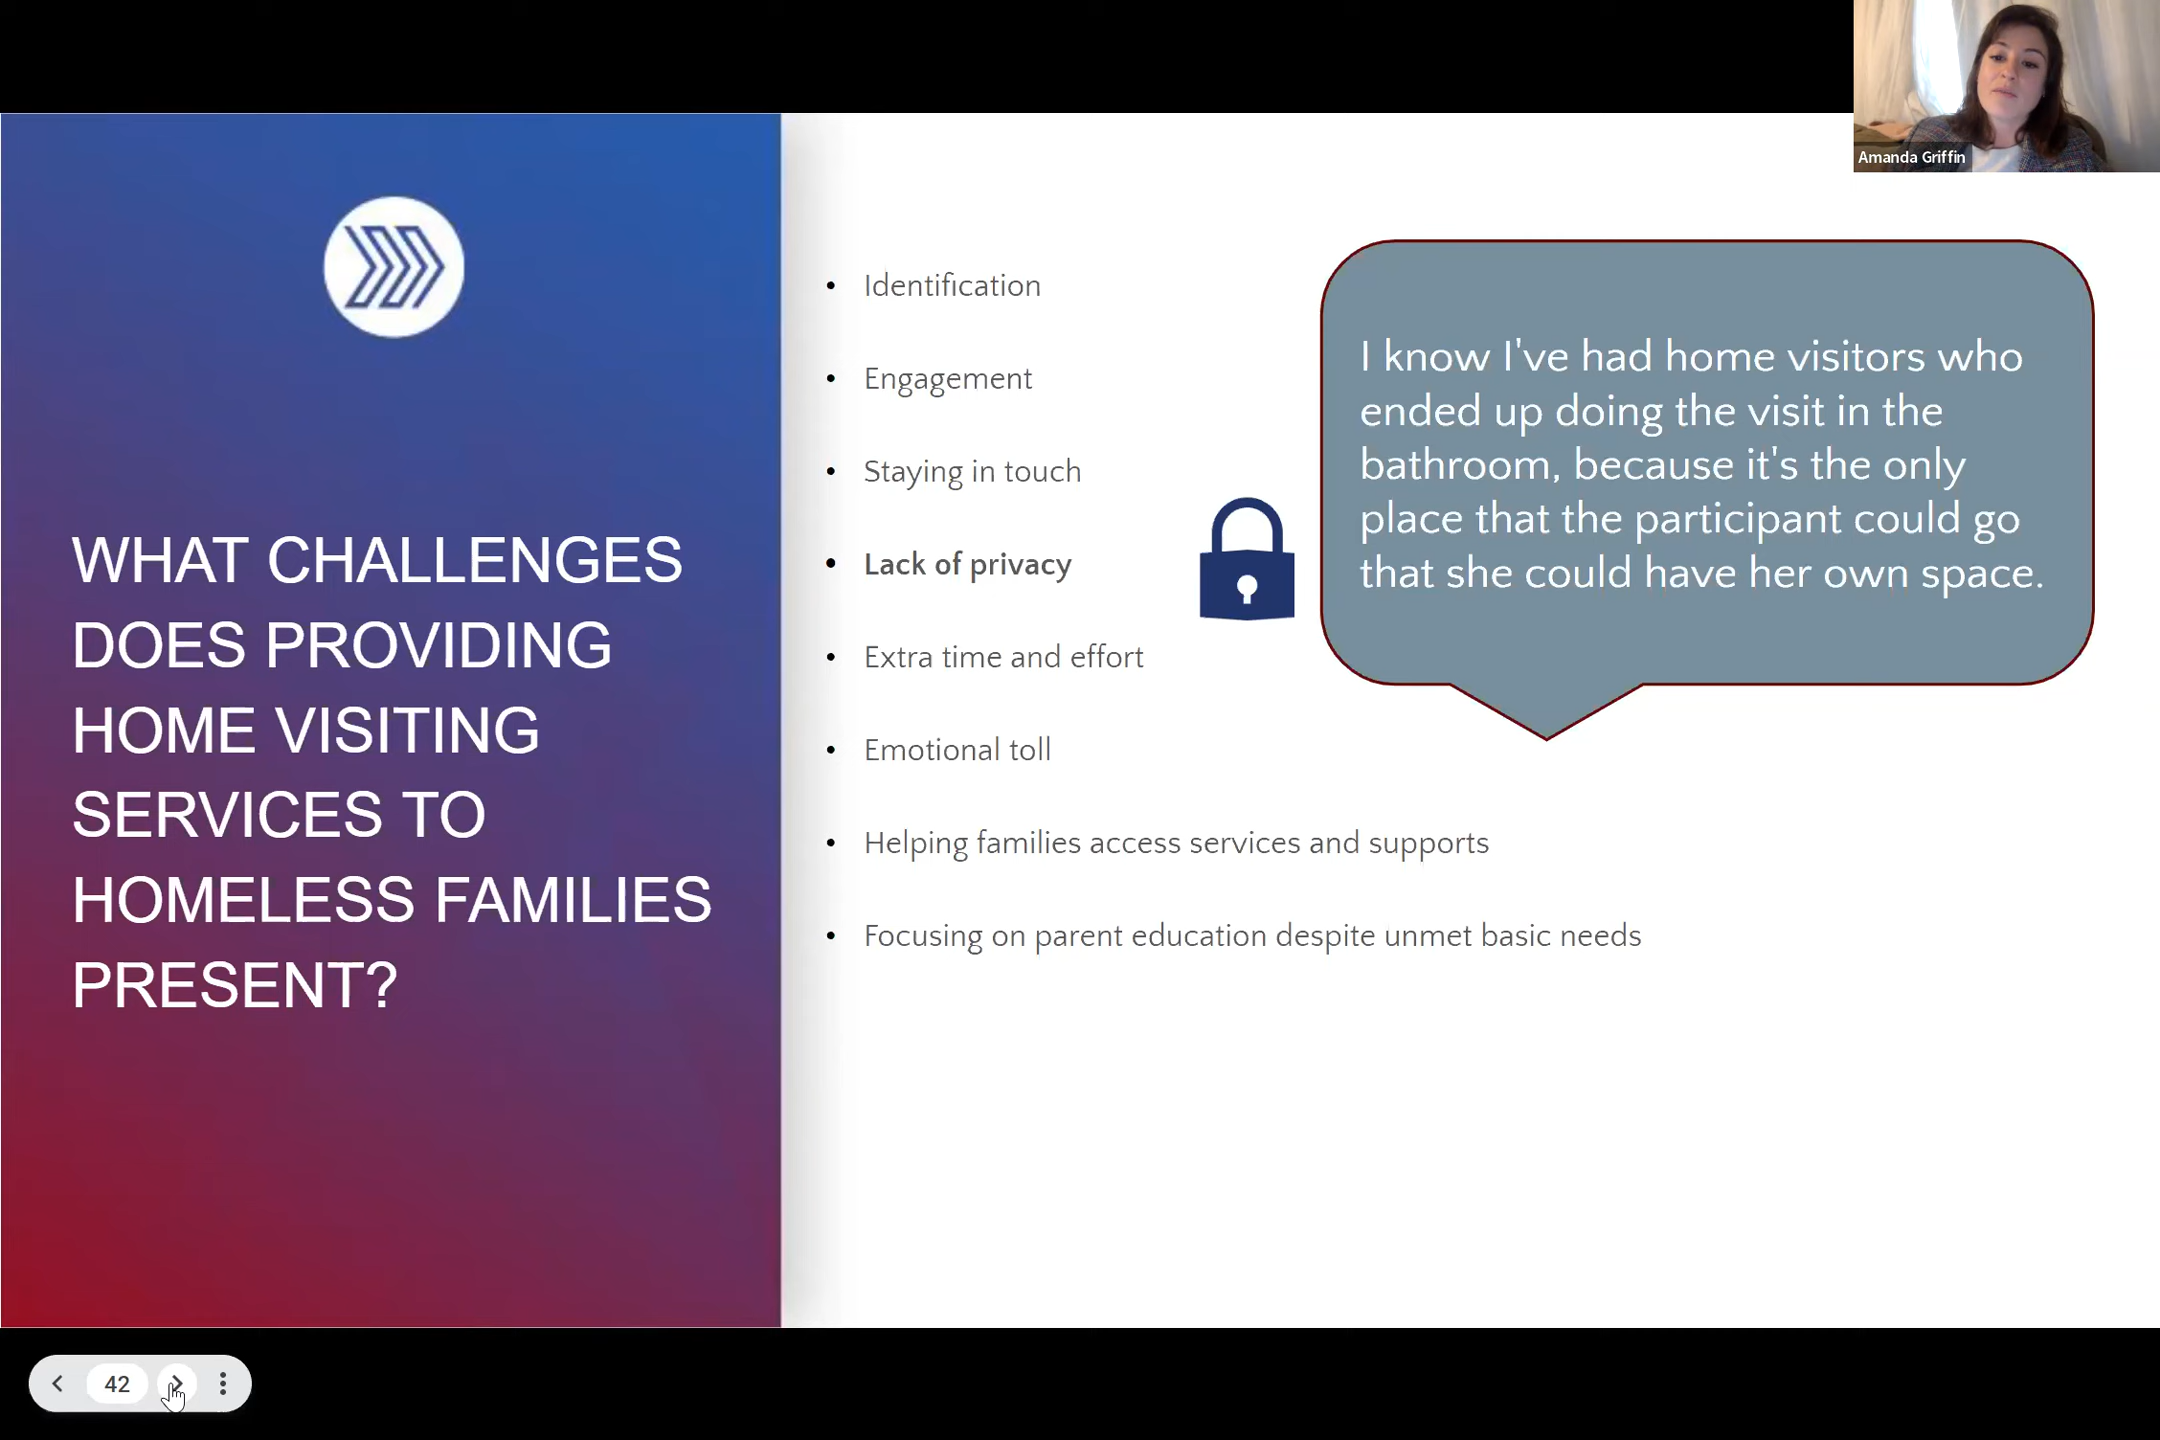 Amanda Griffin
WHAT CHALLENGES
DOES PROVIDING
HOME VISITING
SERVICES TO
HOMELESS FAMILIES
PRESENT?
• Identification
• Engagement
• Staying in touch
• Lack of privacy
• Extra time and effort
• Emotional toll
• Helping families access services and supports
• Focusing on parent education despite unmet basic needs
I know I've had home visitors who
ended up doing the visit in the
bathroom, because it's the only
place that the participant could go
that she could have her own space.
42